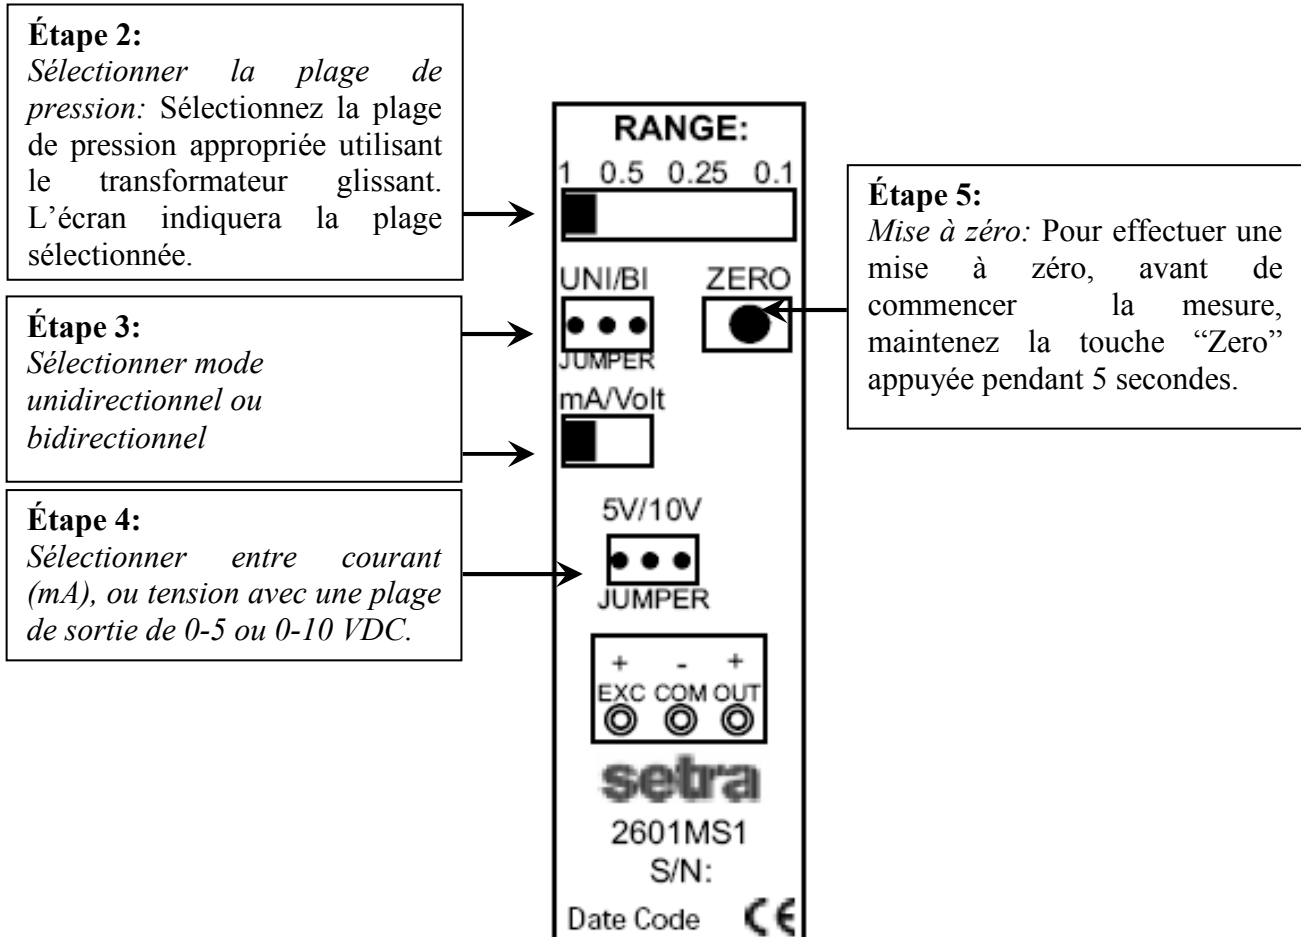 Étape 2:
Sélectionner la plage de
pression: Sélectionnez la plage
de pression appropriée utilisant
le transformateur glissant.
L’écran indiquera la plage
sélectionnée.
Étape 3:
Sélectionner mode
unidirectionnel ou
bidirectionnel
Étape 4:
Sélectionner entre courant
(mA), ou tension avec une plage
de sortie de 0-5 ou 0-10 VDC.
RANGE:
1 0.5 0.25 0.1
UNI/BI ZERO
JUMPER
mA/Volt
5V/10V
JUMPER
+ - +
EXC COM OUT
setra
2601MS1
S/N:
Date Code CE
Étape 5:
Mise à zéro: Pour effectuer une
mise à zéro, avant de
commencer la mesure,
maintenez la touche “Zero”
appuyée pendant 5 secondes.